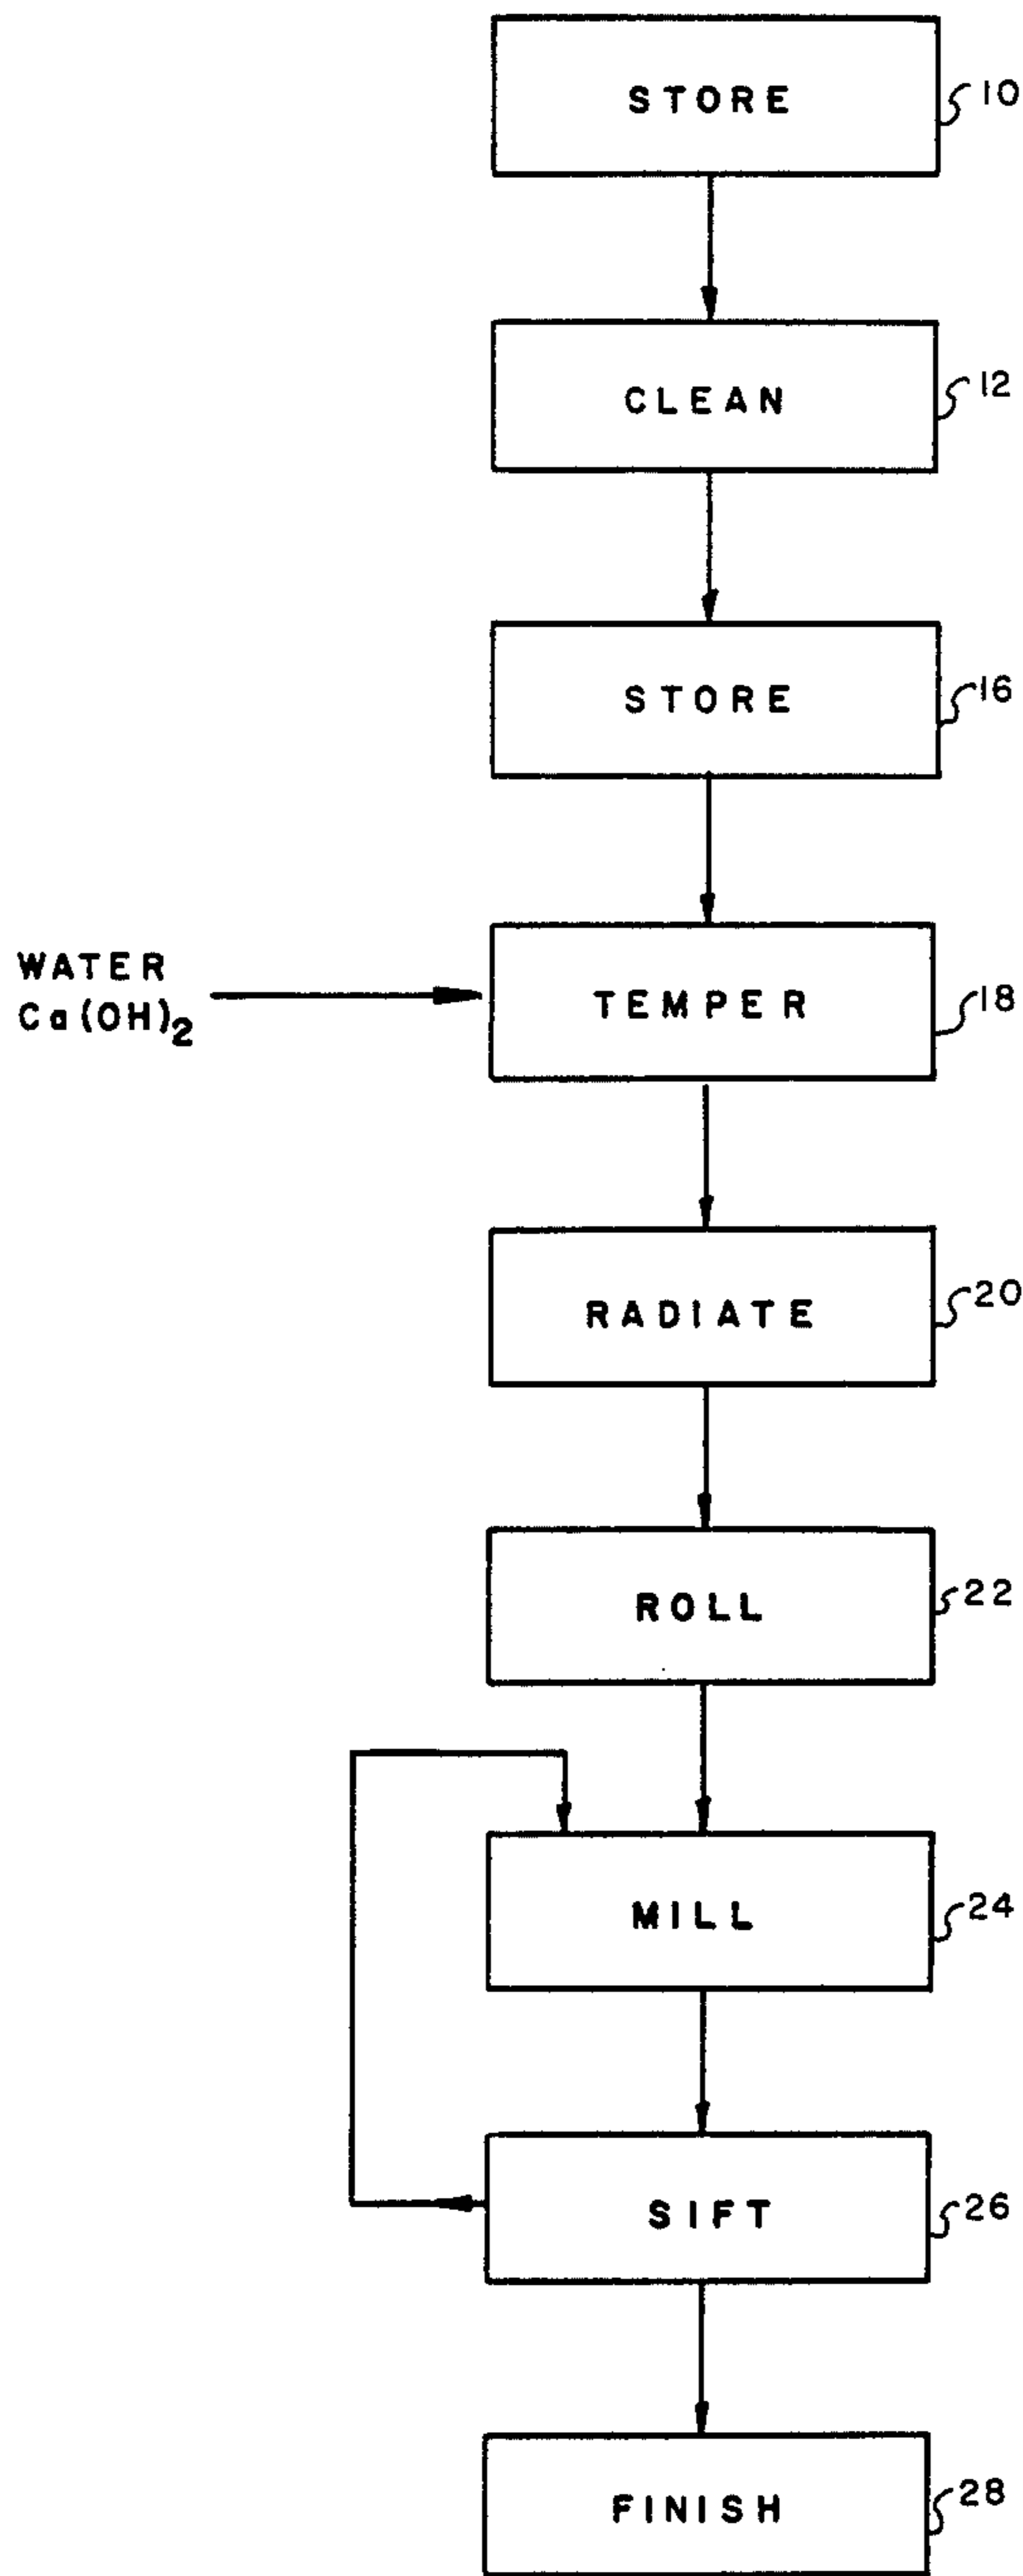 STORE
10
CLEAN
12
STORE
16
WATER
Ca(OH)2
TEMPER
18
RADIATE
20
ROLL
22
MILL
24
SIFT
26
FINISH
28